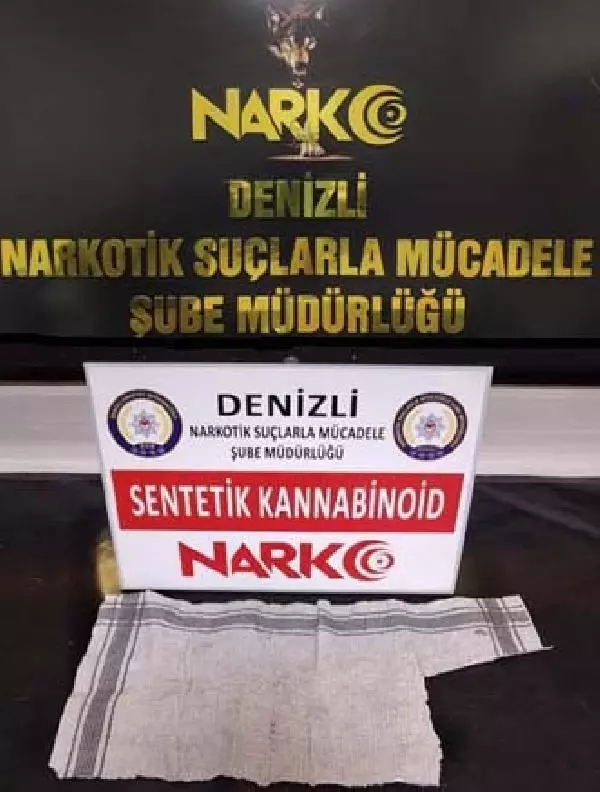 NARKO
DENİZLİ
NARKOTİK SUÇLARLA MÜCADELE
ŞUBE MÜDÜRLÜĞÜ
DENİZLİ
NARKOTİK SUÇLARLA MÜCADELE
ŞUBE MÜDÜRLÜĞÜ
SENTETİK KANNABİNOİD
NARKO